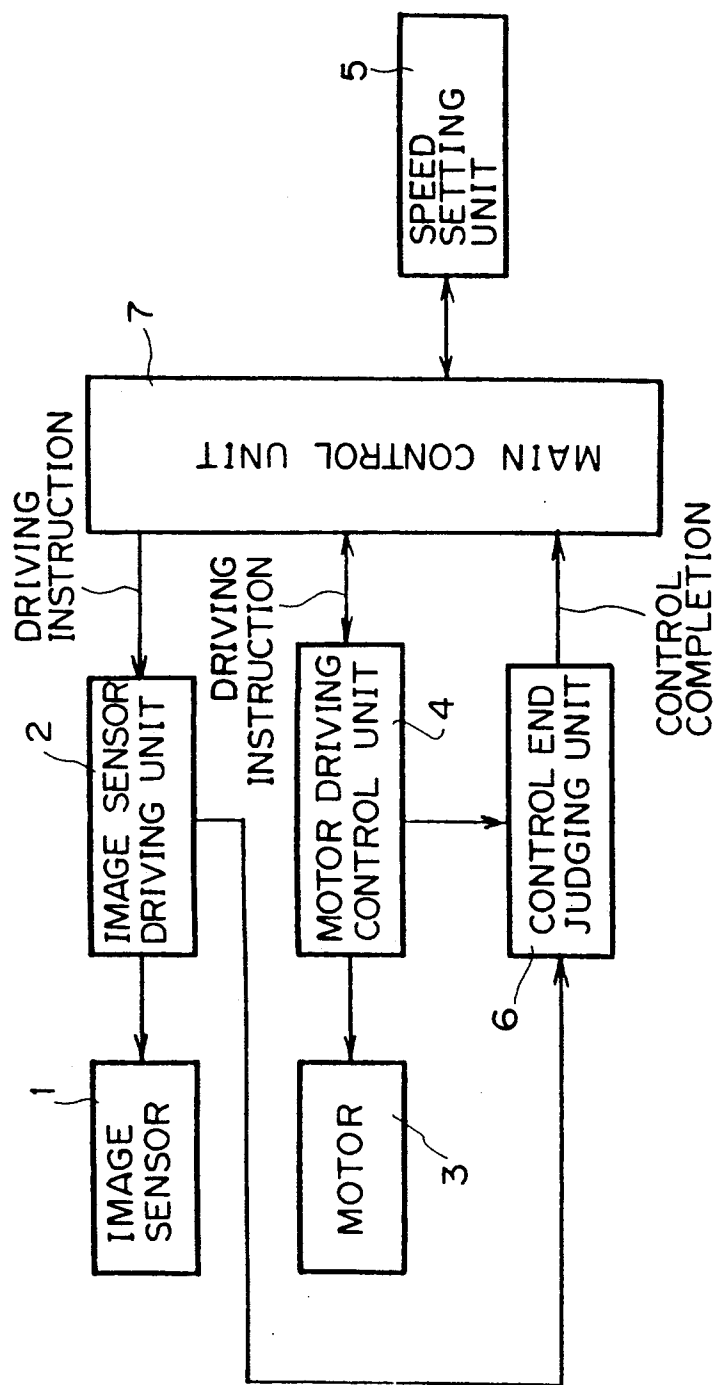 1
IMAGE
SENSOR
2
IMAGE SENSOR
DRIVING UNIT
DRIVING
INSTRUCTION
7
MAIN CONTROL UNIT
5
SPEED
SETTING
UNIT
MOTOR
3
MOTOR DRIVING
CONTROL UNIT
4
DRIVING
INSTRUCTION
6
CONTROL END
JUDGING UNIT
CONTROL
COMPLETION